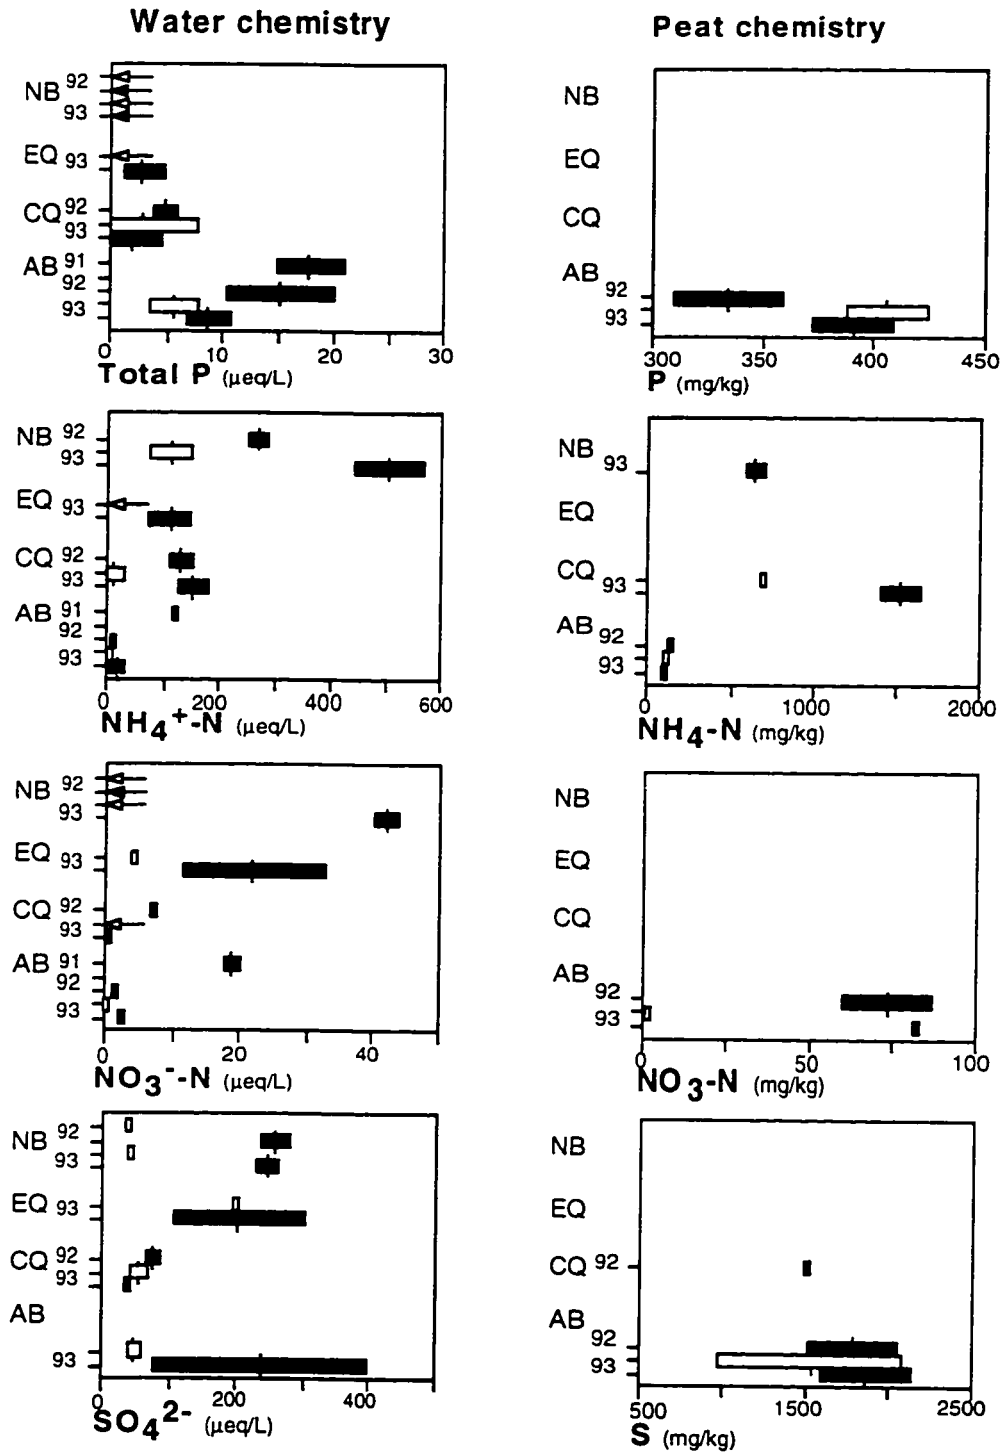 Water chemistry
Peat chemistry
NB 92
93
EQ 93
CQ 92
93
AB 91
92
93
0 10 20 30
Total P (µeq/L)
NB
EQ
CQ
AB
92
93
300 350 400 450
P (mg/kg)
NB 92
93
EQ 93
CQ 92
93
AB 91
92
93
0 200 400 600
NH4+-N (µeq/L)
NB
93
EQ
CQ
93
AB
92
93
0 1000 2000
NH4-N (mg/kg)
NB 92
93
EQ 93
CQ 92
93
AB 91
92
93
0 20 40
NO3--N (µeq/L)
NB
EQ
CQ
AB
92
93
0 50 100
NO3-N (mg/kg)
NB 92
93
EQ 93
CQ 92
93
AB
93
0 200 400
SO42- (µeq/L)
NB
EQ
CQ 92
AB
92
93
500 1500 2500
S (mg/kg)